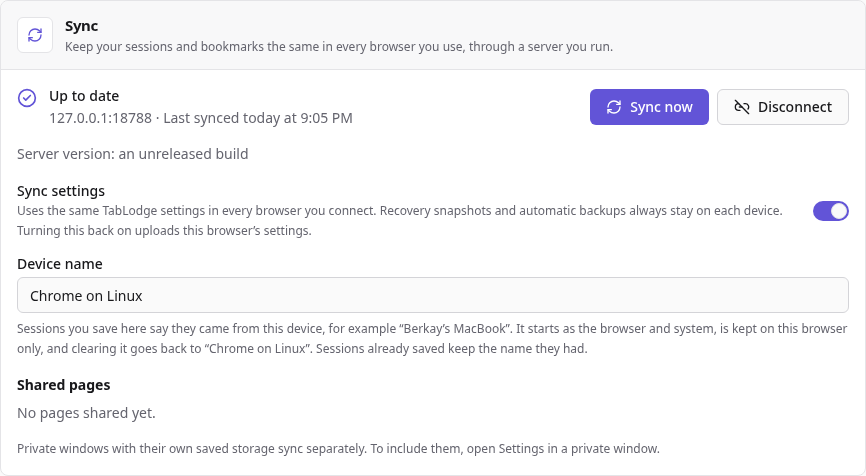 Sync
Keep your sessions and bookmarks the same in every browser you use, through a server you run.
Up to date
127.0.0.1:18788 · Last synced today at 9:05 PM
Sync now
Disconnect
Server version: an unreleased build
Sync settings
Uses the same TabLodge settings in every browser you connect. Recovery snapshots and automatic backups always stay on each device.
Turning this back on uploads this browser’s settings.
Device name
Chrome on Linux
Sessions you save here say they came from this device, for example “Berkay’s MacBook”. It starts as the browser and system, is kept on this browser
only, and clearing it goes back to “Chrome on Linux”. Sessions already saved keep the name they had.
Shared pages
No pages shared yet.
Private windows with their own saved storage sync separately. To include them, open Settings in a private window.